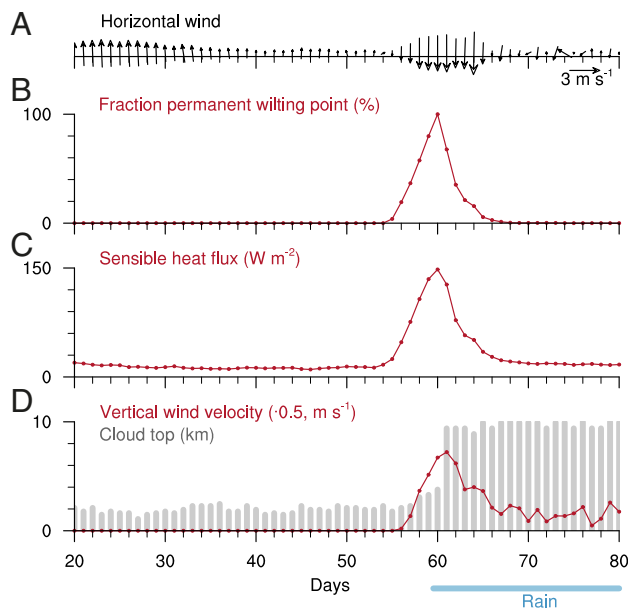 A
Horizontal wind
3 m s⁻¹
B
Fraction permanent wilting point (%)
100
0
C
Sensible heat flux (W m⁻²)
150
0
D
Vertical wind velocity (·0.5, m s⁻¹)
Cloud top (km)
10
0
20 30 40 50 60 70 80
Days
Rain